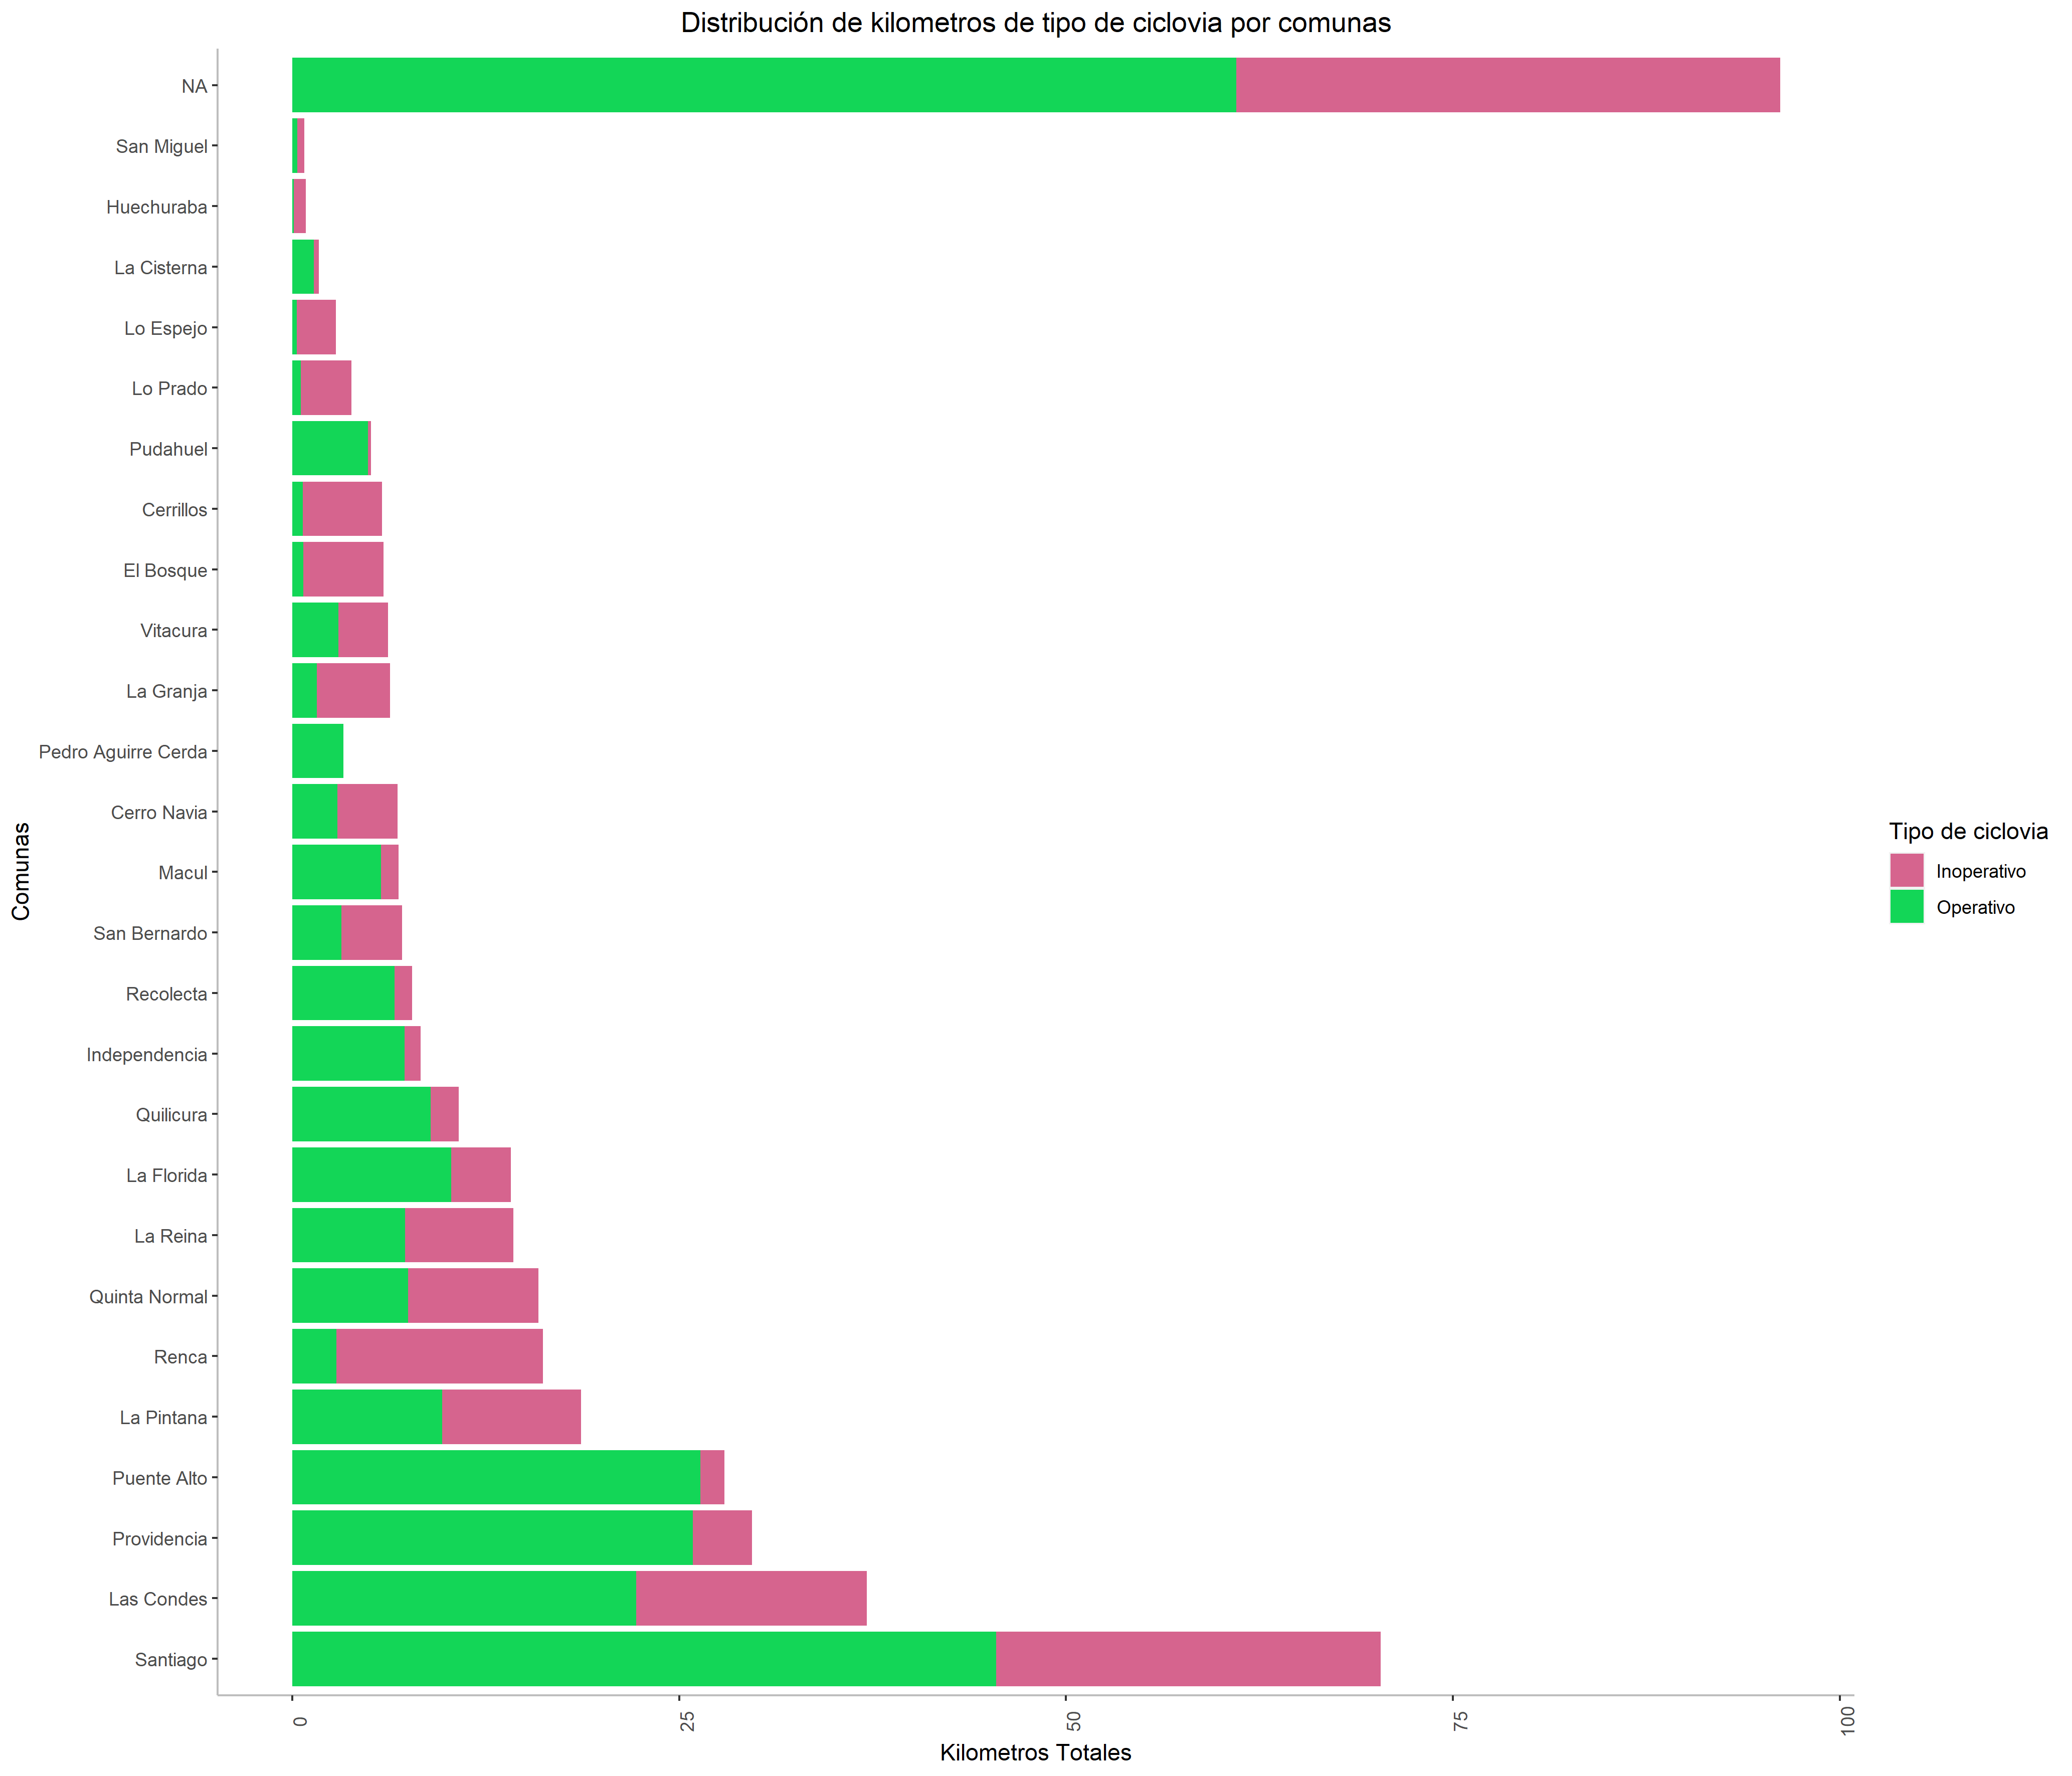 Distribución de kilometros de tipo de ciclovia por comunas
Comunas
NA
San Miguel
Huechuraba
La Cisterna
Lo Espejo
Lo Prado
Pudahuel
Cerrillos
El Bosque
Vitacura
La Granja
Pedro Aguirre Cerda
Cerro Navia
Macul
San Bernardo
Recolecta
Independencia
Quilicura
La Florida
La Reina
Quinta Normal
Renca
La Pintana
Puente Alto
Providencia
Las Condes
Santiago
0
25
50
75
100
Kilometros Totales
Tipo de ciclovia
Inoperativo
Operativo